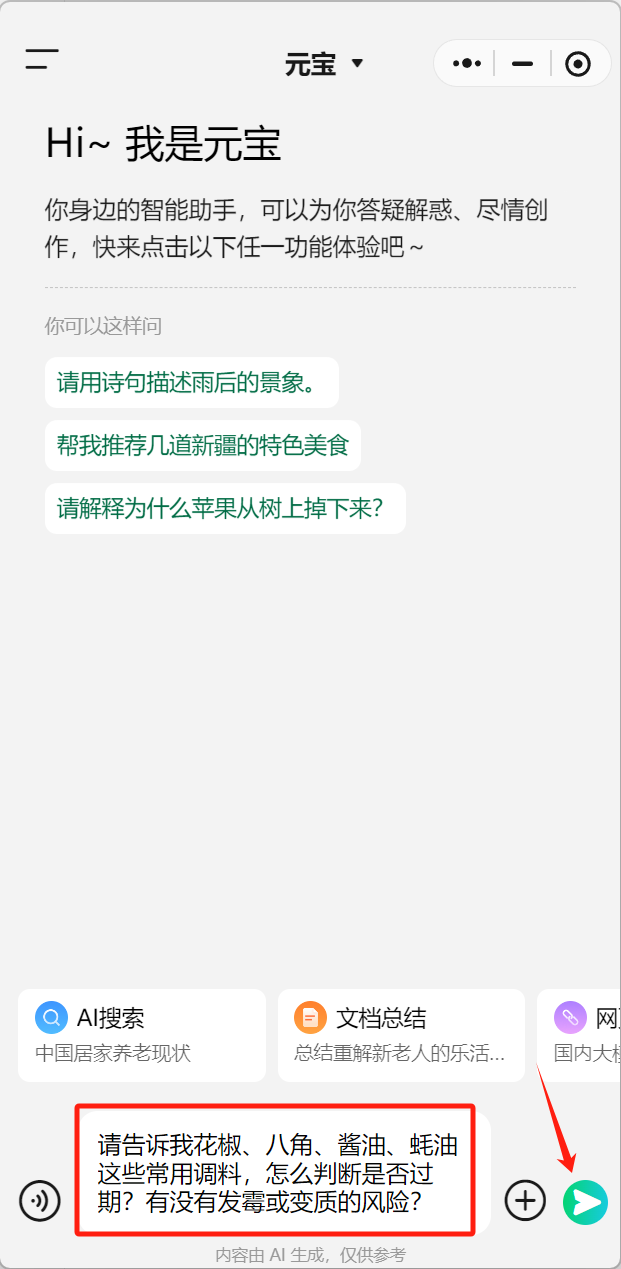 元宝
Hi~ 我是元宝
你身边的智能助手，可以为你答疑解惑、尽情创
作，快来点击以下任一功能体验吧～
你可以这样问
请用诗句描述雨后的景象。
帮我推荐几道新疆的特色美食
请解释为什么苹果从树上掉下来？
AI搜索
中国居家养老现状
文档总结
总结重解新老人的乐活...
网
国内大
请告诉我花椒、八角、酱油、蚝油
这些常用调料，怎么判断是否过
期？有没有发霉或变质的风险？
内容由 AI 生成，仅供参考